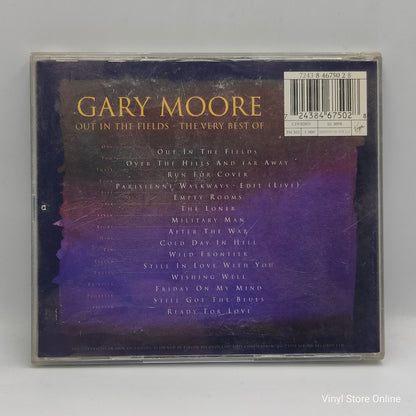 7243 8 46750 2 8
7 24384 67502 8
GARY MOORE
OUT IN THE FIELDS - THE VERY BEST OF
OUT IN THE FIELDS
OVER THE HILLS AND FAR AWAY
RUN FOR COVER
PARISIENNE WALKWAYS - EDIT (LIVE)
EMPTY ROOMS
THE LONER
MILITARY MAN
AFTER THE WAR
COLD DAY IN HELL
WILD FRONTIER
STILL IN LOVE WITH YOU
WISHING WELL
FRIDAY ON MY MIND
STILL GOT THE BLUES
READY FOR LOVE
Vinyl Store Online